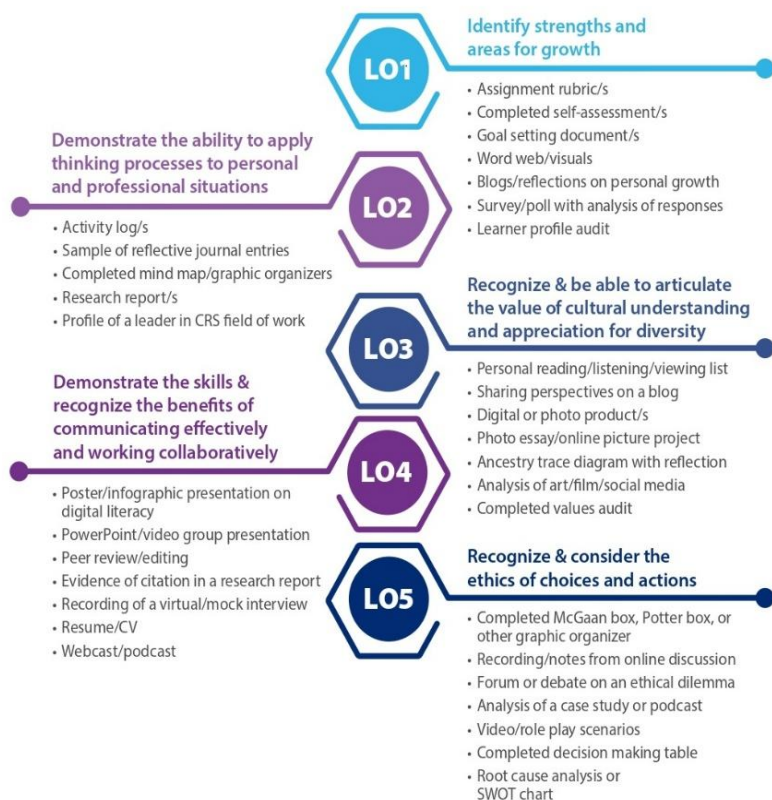 LO1
Identify strengths and
areas for growth
• Assignment rubric/s
• Completed self-assessment/s
• Goal setting document/s
• Word web/visuals
• Blogs/reflections on personal growth
• Survey/poll with analysis of responses
• Learner profile audit
Demonstrate the ability to apply
thinking processes to personal
and professional situations
LO2
• Activity log/s
• Sample of reflective journal entries
• Completed mind map/graphic organizers
• Research report/s
• Profile of a leader in CRS field of work
LO3
Recognize & be able to articulate
the value of cultural understanding
and appreciation for diversity
• Personal reading/listening/viewing list
• Sharing perspectives on a blog
• Digital or photo product/s
• Photo essay/online picture project
• Ancestry trace diagram with reflection
• Analysis of art/film/social media
• Completed values audit
Demonstrate the skills &
recognize the benefits of
communicating effectively
and working collaboratively
LO4
• Poster/infographic presentation on
digital literacy
• PowerPoint/video group presentation
• Peer review/editing
• Evidence of citation in a research report
• Recording of a virtual/mock interview
• Resume/CV
• Webcast/podcast
LO5
Recognize & consider the
ethics of choices and actions
• Completed McGaan box, Potter box, or
other graphic organizer
• Recording/notes from online discussion
• Forum or debate on an ethical dilemma
• Analysis of a case study or podcast
• Video/role play scenarios
• Completed decision making table
• Root cause analysis or
SWOT chart